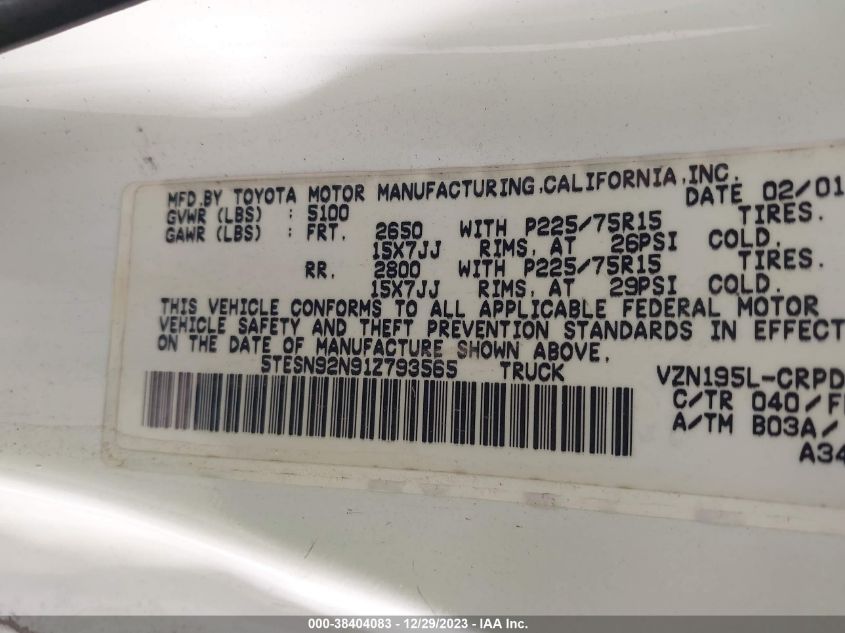 MFD.BY TOYOTA MOTOR MANUFACTURING,CALIFORNIA,INC.
DATE 02/01
GVWR (LBS) : 5100
GAWR (LBS) : FRT. 2650 WITH P225/75R15 TIRES.
15X7JJ RIMS, AT 26PSI COLD.
RR. 2800 WITH P225/75R15 TIRES.
15X7JJ RIMS, AT 29PSI COLD.
THIS VEHICLE CONFORMS TO ALL APPLICABLE FEDERAL MOTOR
VEHICLE SAFETY AND THEFT PREVENTION STANDARDS IN EFFECT
ON THE DATE OF MANUFACTURE SHOWN ABOVE.
5TESN92N91Z793565 TRUCK VZN195L-CRPD
C/TR 040/F
A/TM B03A/
A34
000-38404083 - 12/29/2023 - IAA Inc.